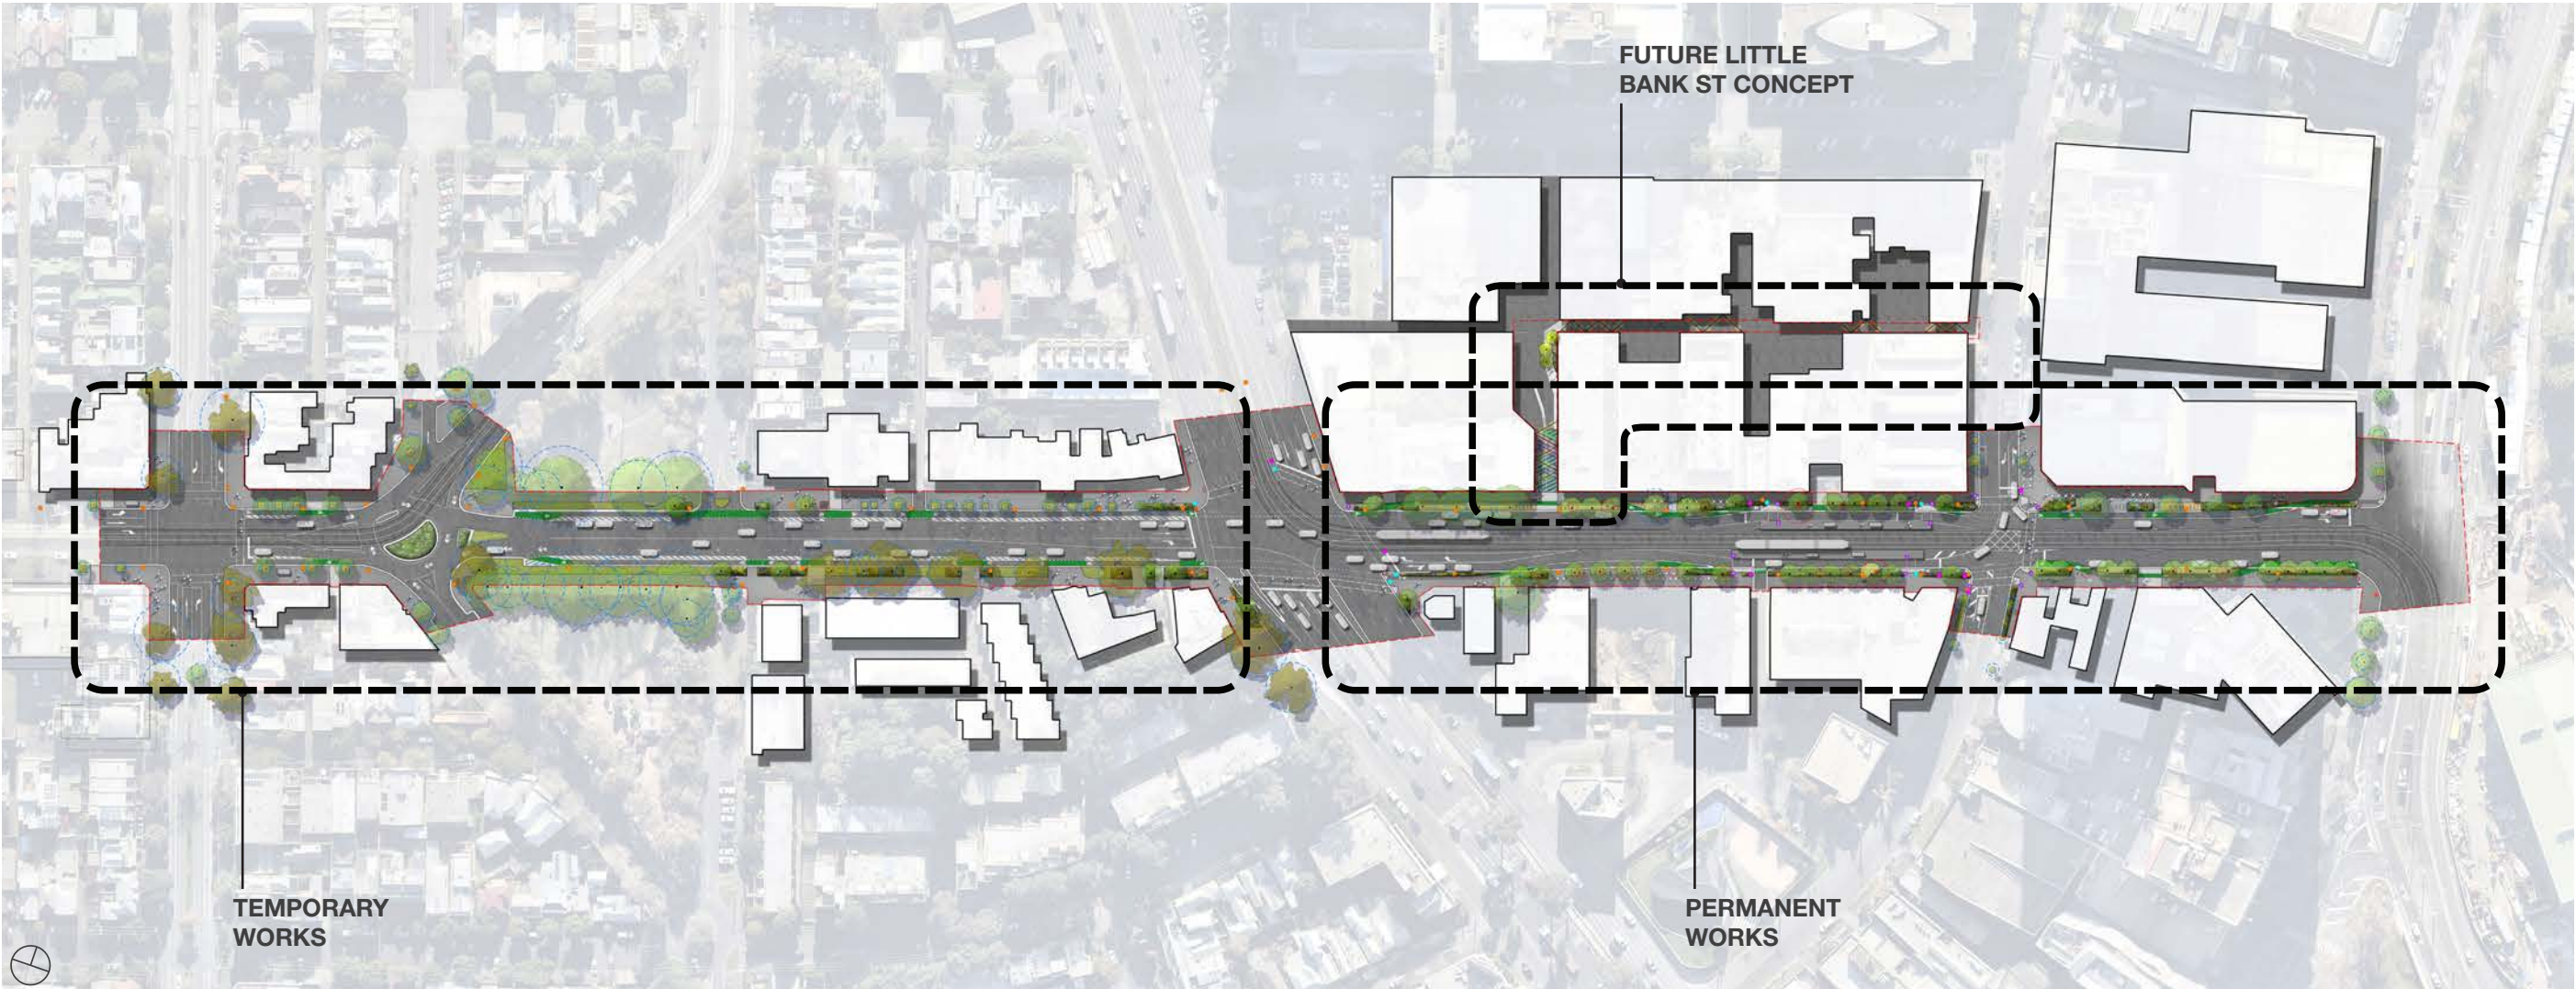 FUTURE LITTLE
BANK ST CONCEPT
TEMPORARY
WORKS
PERMANENT
WORKS